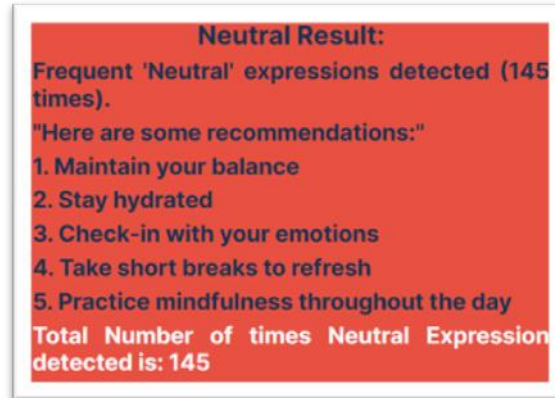 Neutral Result:
Frequent 'Neutral' expressions detected (145
times).
"Here are some recommendations:"
1. Maintain your balance
2. Stay hydrated
3. Check-in with your emotions
4. Take short breaks to refresh
5. Practice mindfulness throughout the day
Total Number of times Neutral Expression
detected is: 145